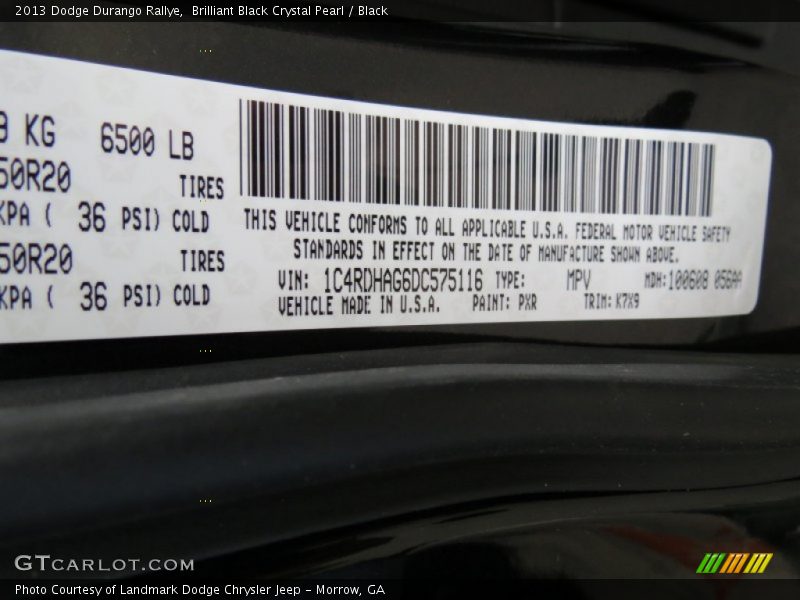 2013 Dodge Durango Rallye, Brilliant Black Crystal Pearl / Black
KG 6500 LB
50R20 TIRES
KPA ( 36 PSI) COLD
50R20 TIRES
KPA ( 36 PSI) COLD
THIS VEHICLE CONFORMS TO ALL APPLICABLE U.S.A. FEDERAL MOTOR VEHICLE SAFETY
STANDARDS IN EFFECT ON THE DATE OF MANUFACTURE SHOWN ABOVE.
VIN: 1C4RDHAG6DC575116 TYPE: MPV MDH: 100608 056AA
VEHICLE MADE IN U.S.A. PAINT: PXR TRIM: K7X9
GTCARLOT.COM
Photo Courtesy of Landmark Dodge Chrysler Jeep – Morrow, GA